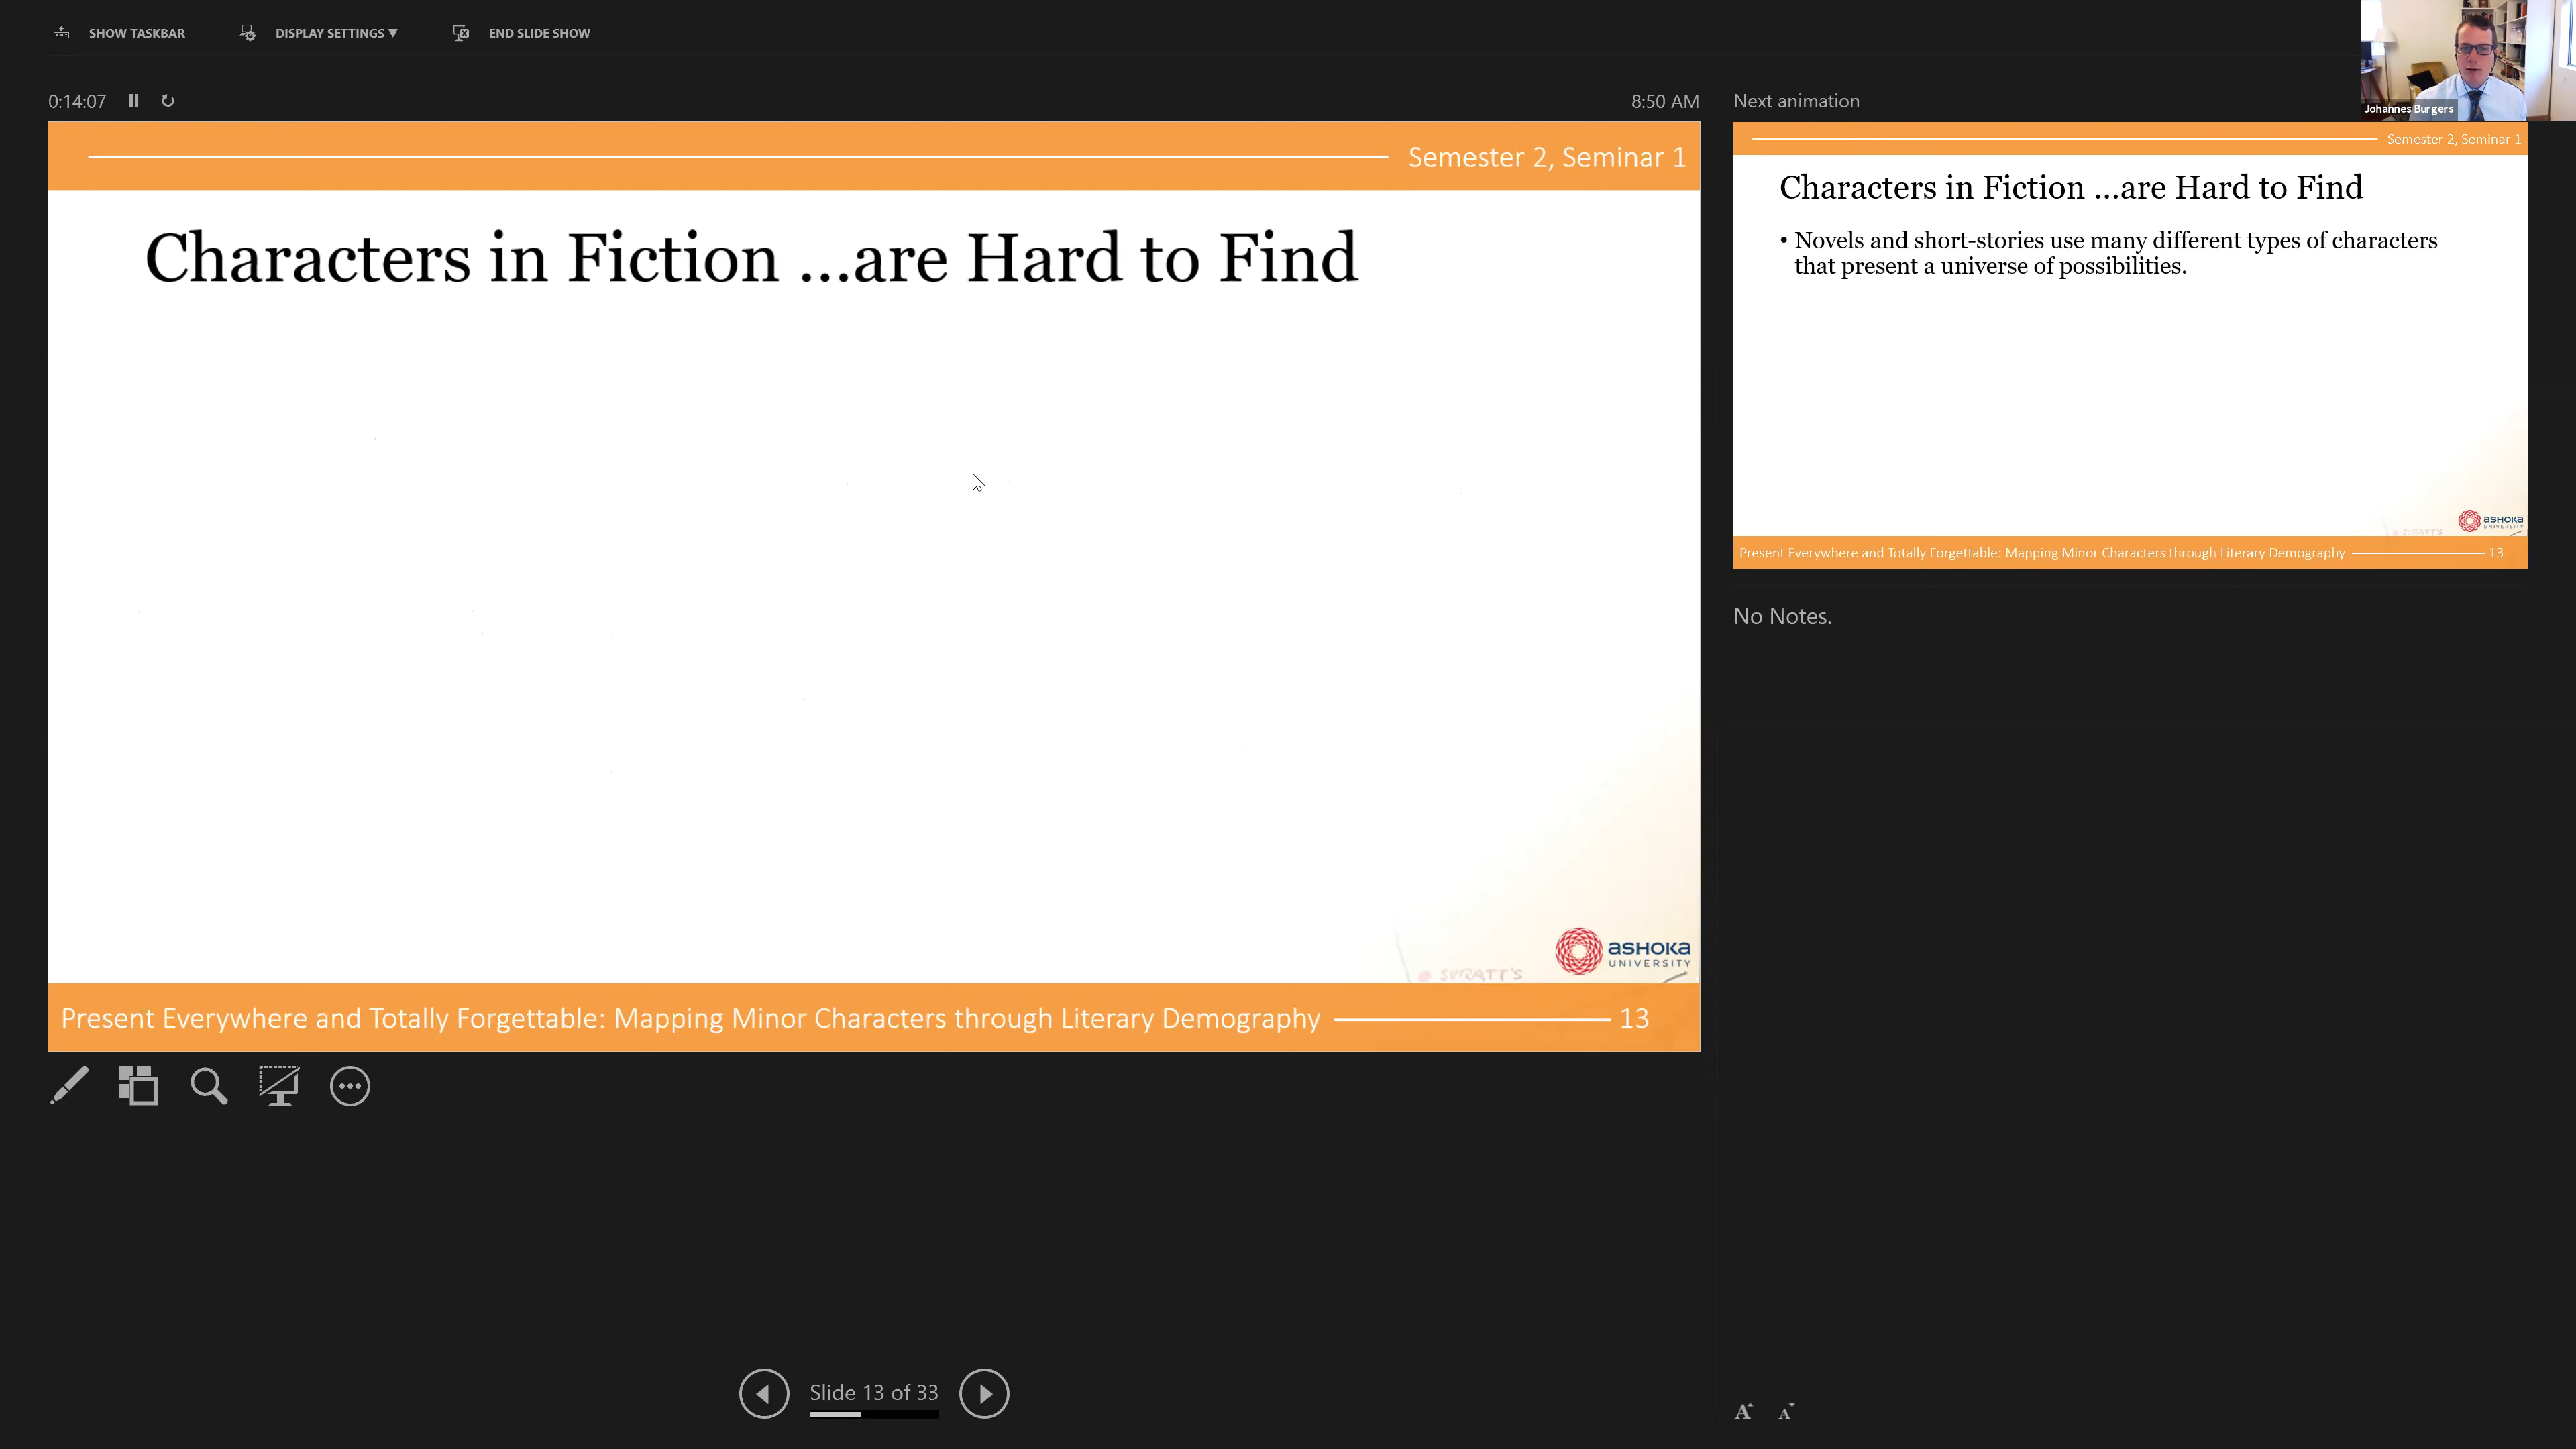 SHOW TASKBAR
DISPLAY SETTINGS ▼
END SLIDE SHOW
Johannes Burgers
0:14:07
8:50 AM
Next animation
Semester 2, Seminar 1
Characters in Fiction ...are Hard to Find
SURATT'S
ASHOKA
UNIVERSITY
Present Everywhere and Totally Forgettable: Mapping Minor Characters through Literary Demography
13
Semester 2, Seminar 1
Characters in Fiction ...are Hard to Find
• Novels and short-stories use many different types of characters
that present a universe of possibilities.
SURATT'S
ASHOKA
UNIVERSITY
Present Everywhere and Totally Forgettable: Mapping Minor Characters through Literary Demography
13
No Notes.
Slide 13 of 33
A A